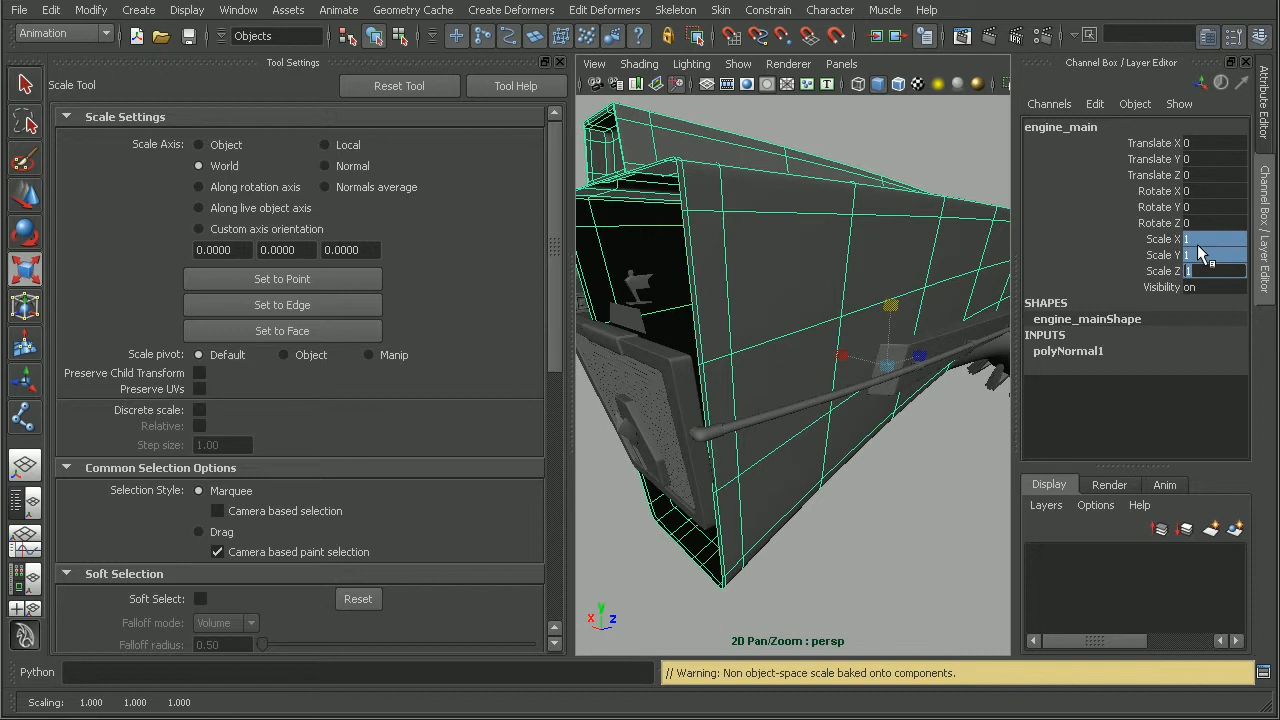 File Edit Modify Create Display Window Assets Animate Geometry Cache Create Deformers Edit Deformers Skeleton Skin Constrain Character Muscle Help
Animation Objects
Tool Settings
Scale Tool Reset Tool Tool Help
Scale Settings
Scale Axis: Object Local
World Normal
Along rotation axis Normals average
Along live object axis
Custom axis orientation
0.0000 0.0000 0.0000
Set to Point
Set to Edge
Set to Face
Scale pivot: Default Object Manip
Preserve Child Transform
Preserve UVs
Discrete scale:
Relative:
Step size: 1.00
Common Selection Options
Selection Style: Marquee
Camera based selection
Drag
Camera based paint selection
Soft Selection
Soft Select: Reset
Falloff mode: Volume
Falloff radius: 0.50
View Shading Lighting Show Renderer Panels
y
x z
2D Pan/Zoom : persp
Channel Box / Layer Editor
Channels Edit Object Show
engine_main
Translate X 0
Translate Y 0
Translate Z 0
Rotate X 0
Rotate Y 0
Rotate Z 0
Scale X 1
Scale Y 1
Scale Z 1
Visibility on
SHAPES
engine_mainShape
INPUTS
polyNormal1
Display Render Anim
Layers Options Help
Attribute Editor
Channel Box / Layer Editor
Python // Warning: Non object-space scale baked onto components.
Scaling: 1.000 1.000 1.000